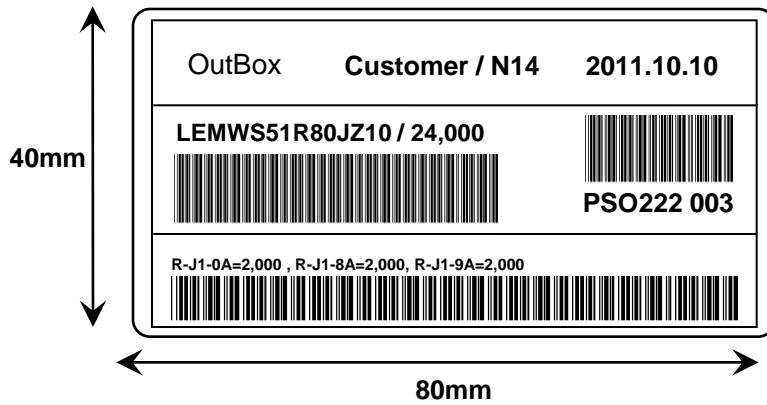 OutBox Customer / N14 2011.10.10
LEMWS51R80JZ10 / 24,000
40mm
PSO222 003
R-J1-0A=2,000 , R-J1-8A=2,000, R-J1-9A=2,000
80mm